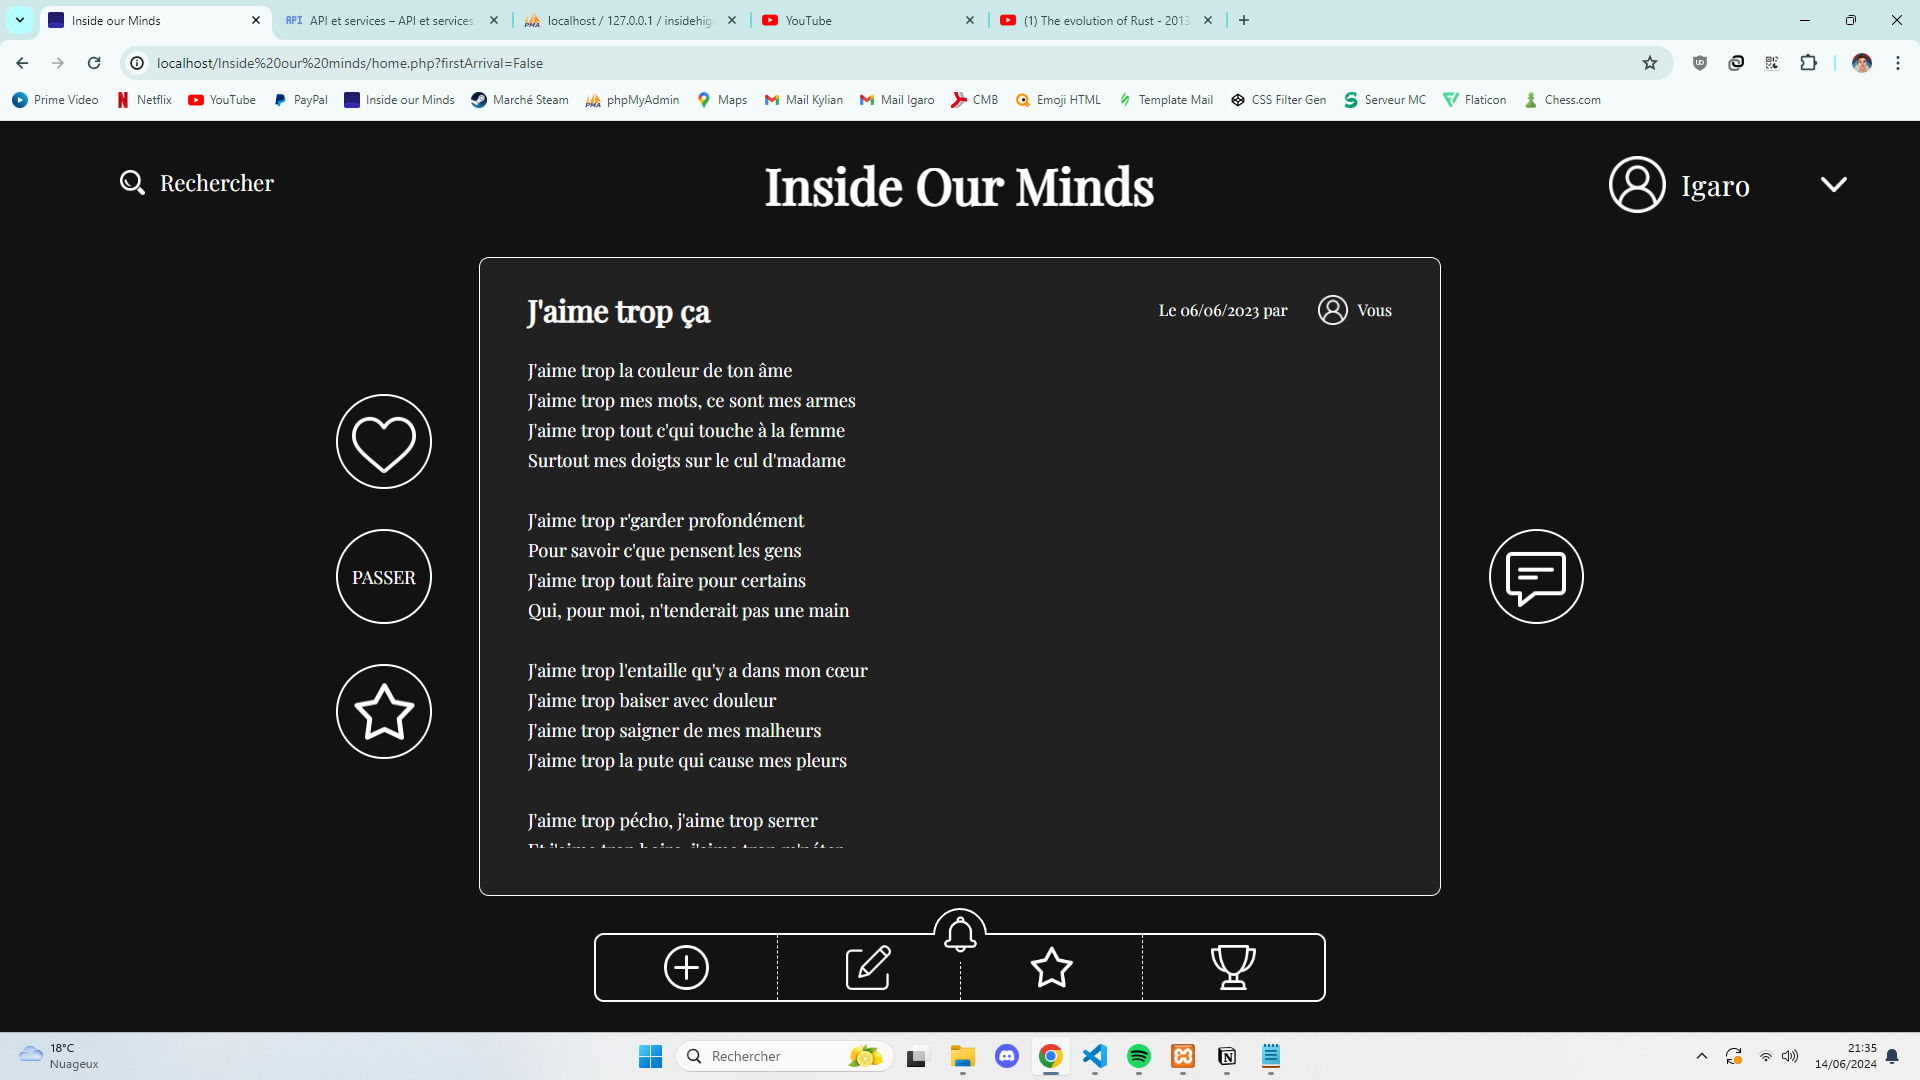 Inside our Minds
API et services – API et services
localhost / 127.0.0.1 / insidehig
YouTube
(1) The evolution of Rust - 2013
localhost/Inside%20our%20minds/home.php?firstArrival=False
Prime Video
Netflix
YouTube
PayPal
Inside our Minds
Marché Steam
phpMyAdmin
Maps
Mail Kylian
Mail Igaro
CMB
Emoji HTML
Template Mail
CSS Filter Gen
Serveur MC
Flaticon
Chess.com
Rechercher
Inside Our Minds
Igaro
J'aime trop ça
Le 06/06/2023 par
Vous
J'aime trop la couleur de ton âme
J'aime trop mes mots, ce sont mes armes
J'aime trop tout c'qui touche à la femme
Surtout mes doigts sur le cul d'madame
J'aime trop r'garder profondément
Pour savoir c'que pensent les gens
J'aime trop tout faire pour certains
Qui, pour moi, n'tenderait pas une main
J'aime trop l'entaille qu'y a dans mon cœur
J'aime trop baiser avec douleur
J'aime trop saigner de mes malheurs
J'aime trop la pute qui cause mes pleurs
J'aime trop pécho, j'aime trop serrer
PASSER
18°C
Nuageux
Rechercher
21:35
14/06/2024